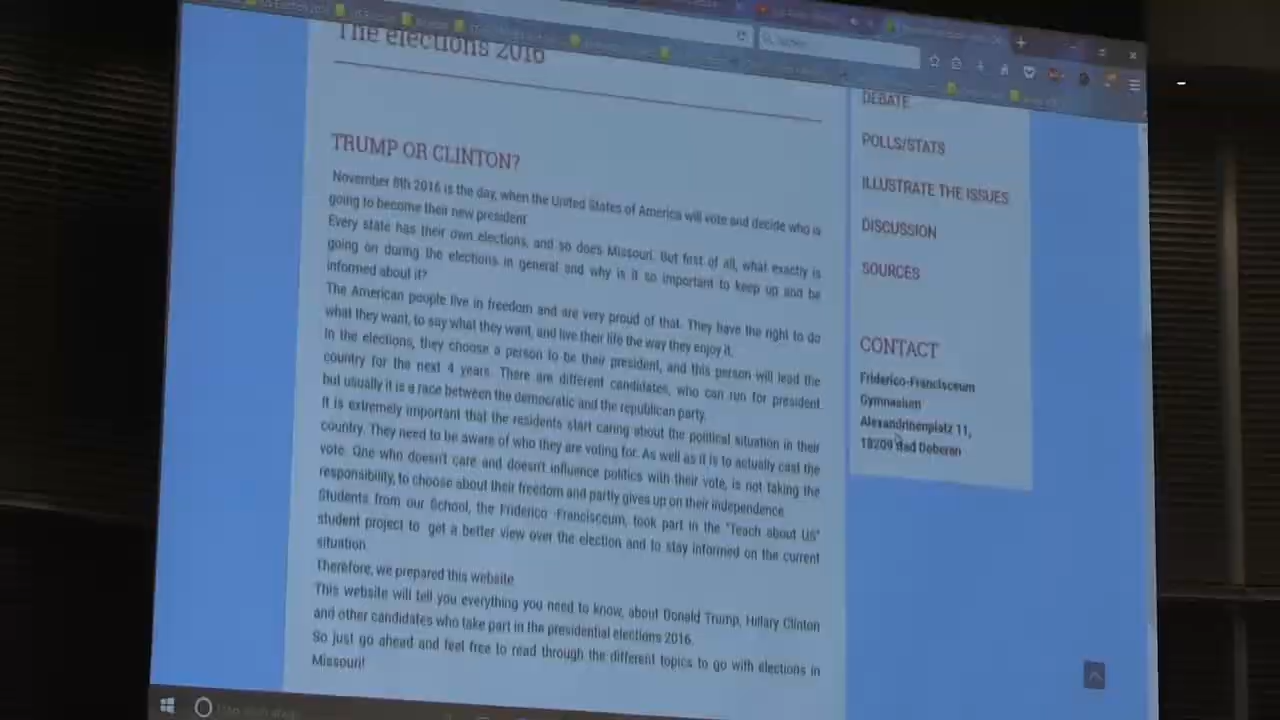 The elections 2016
TRUMP OR CLINTON?
November 8th 2016 is the day, when the United States of America will vote and decide who is
going to become their new president
Every state has their own elections, and so does Missouri. But first of all, what exactly is
going on during the elections in general and why is it so important to keep up and be
informed about it?
The American people live in freedom and are very proud of that. They have the right to do
what they want, to say what they want, and live their life the way they enjoy it.
In the elections, they choose a person to be their president, and this person will lead the
country for the next 4 years. There are different candidates, who can run for president
but usually it is a race between the democratic and the republican party.
It is extremely important that the residents start caring about the political situation in their
country. They need to be aware of who they are voting for. As well as it is to actually cast the
vote. One who doesn't care and doesn't influence politics with their vote, is not taking the
responsibility, to choose about their freedom and partly gives up on their independence.
Students from our School, the Friderico -Francisceum, took part in the "Teach about US"
student project to get a better view over the election and to stay informed on the current
situation.
Therefore, we prepared this website.
This website will tell you everything you need to know, about Donald Trump, Hillary Clinton
and other candidates who take part in the presidential elections 2016.
So just go ahead and feel free to read through the different topics to go with elections in
Missouri!
DEBATE
POLLS/STATS
ILLUSTRATE THE ISSUES
DISCUSSION
SOURCES
CONTACT
Friderico-Francisceum
Gymnasium
Alexandrinenplatz 11,
18209 Bad Doberan